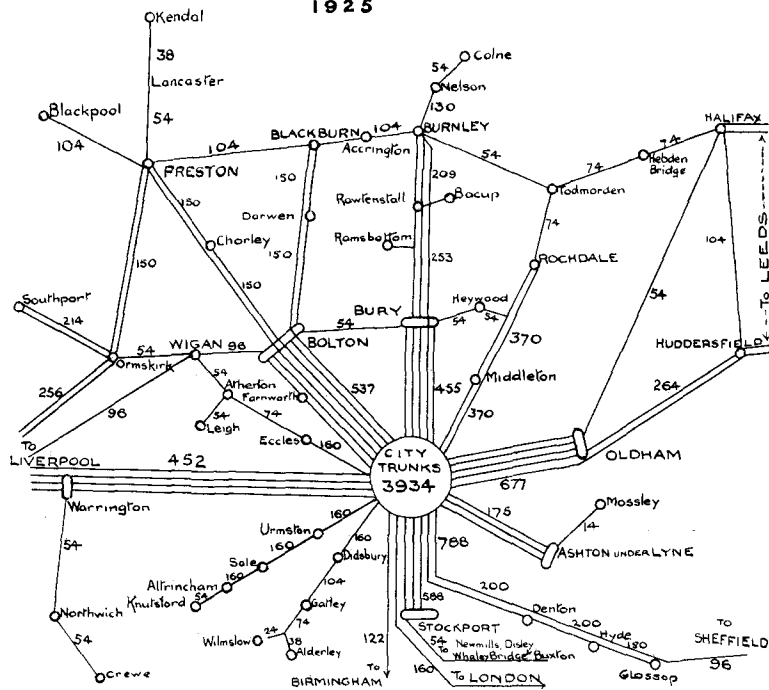 1925
Kendal
38
Lancaster
54
Blackpool
104
PRESTON
104
BLACKBURN
104
Accrington
BURNLEY
54
Colne
Nelson
130
HALIFAX
74
Hebden
Bridge
74
54
Todmorden
74
ROCHDALE
150
Darwen
150
209
Rawtenstall
Bacup
Ramsbottom
253
150
Chorley
150
150
Southport
214
Ormskirk
54
WIGAN
96
BOLTON
54
BURY
Heywood
54
54
370
Middleton
370
104
54
TO LEEDS
HUDDERSFIELD
264
256
96
54
Atherton
Farnworth
54
Leigh
74
Eccles
160
537
455
CITY
TRUNKS
3934
OLDHAM
677
TO
LIVERPOOL
452
Warrington
54
Northwich
54
Crewe
175
Mossley
14
ASHTON UNDER LYNE
Urmston
160
160
Sale
160
Altrincham
Knutsford
54
160
Didsbury
104
Gatley
74
Wilmslow
24
38
Alderley
122
TO
BIRMINGHAM
788
588
STOCKPORT
54
TO
Newmills, Disley
Whaley Bridge Buxton
160
TO LONDON
200
Denton
200
Hyde
180
Glossop
TO
SHEFFIELD
96